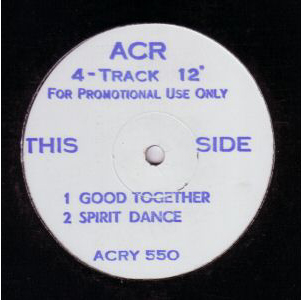 ACR
4-TRACK 12"
FOR PROMOTIONAL USE ONLY
THIS SIDE
1 GOOD TOGETHER
2 SPIRIT DANCE
ACRY 550